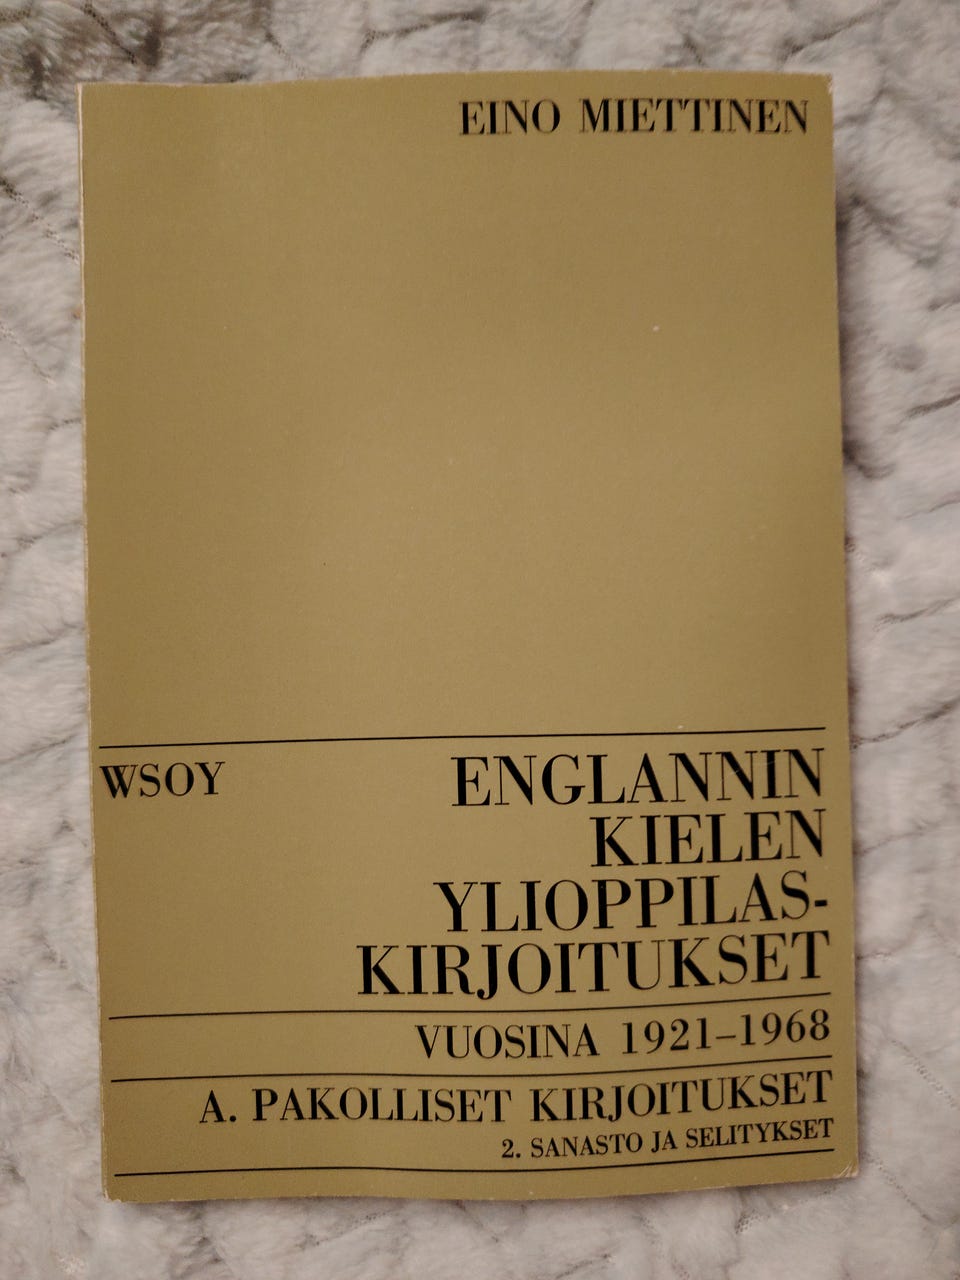 EINO MIETTINEN
WSOY
ENGLANNIN
KIELEN
YLIOPPILAS-
KIRJOITUKSET
VUOSINA 1921–1968
A. PAKOLLISET KIRJOITUKSET
2. SANASTO JA SELITYKSET